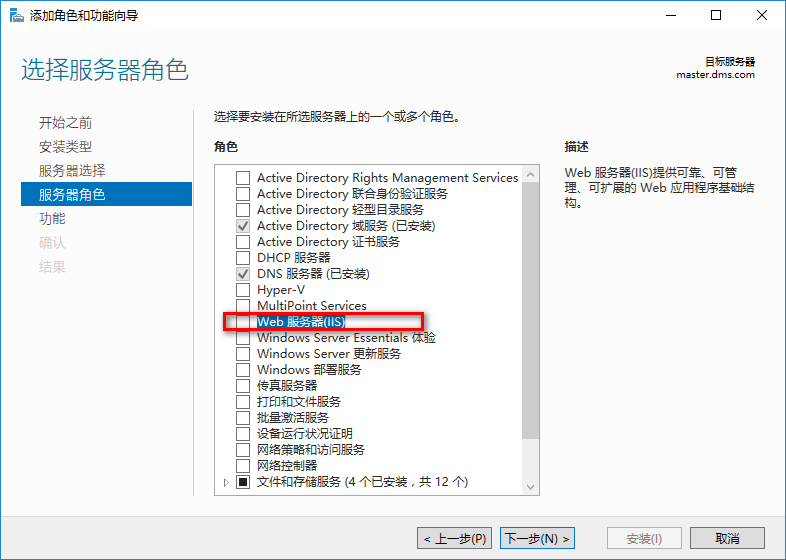 添加角色和功能向导
选择服务器角色
目标服务器
master.dms.com
开始之前
安装类型
服务器选择
服务器角色
功能
确认
结果
选择要安装在所选服务器上的一个或多个角色。
角色
Active Directory Rights Management Services
Active Directory 联合身份验证服务
Active Directory 轻型目录服务
Active Directory 域服务 (已安装)
Active Directory 证书服务
DHCP 服务器
DNS 服务器 (已安装)
Hyper-V
MultiPoint Services
Web 服务器(IIS)
Windows Server Essentials 体验
Windows Server 更新服务
Windows 部署服务
传真服务器
打印和文件服务
批量激活服务
设备运行状况证明
网络策略和访问服务
网络控制器
文件和存储服务 (4 个已安装，共 12 个)
描述
Web 服务器(IIS)提供可靠、可管
理、可扩展的 Web 应用程序基础结
构。
< 上一步(P)
下一步(N) >
安装(I)
取消